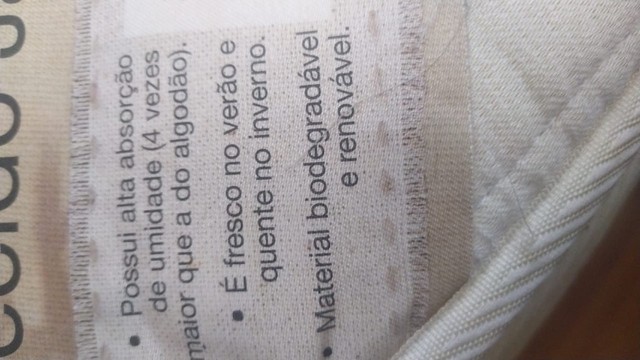 • Possui alta absorção
de umidade (4 vezes
maior que a do algodão).
• É fresco no verão e
quente no inverno.
• Material biodegradável
e renovável.